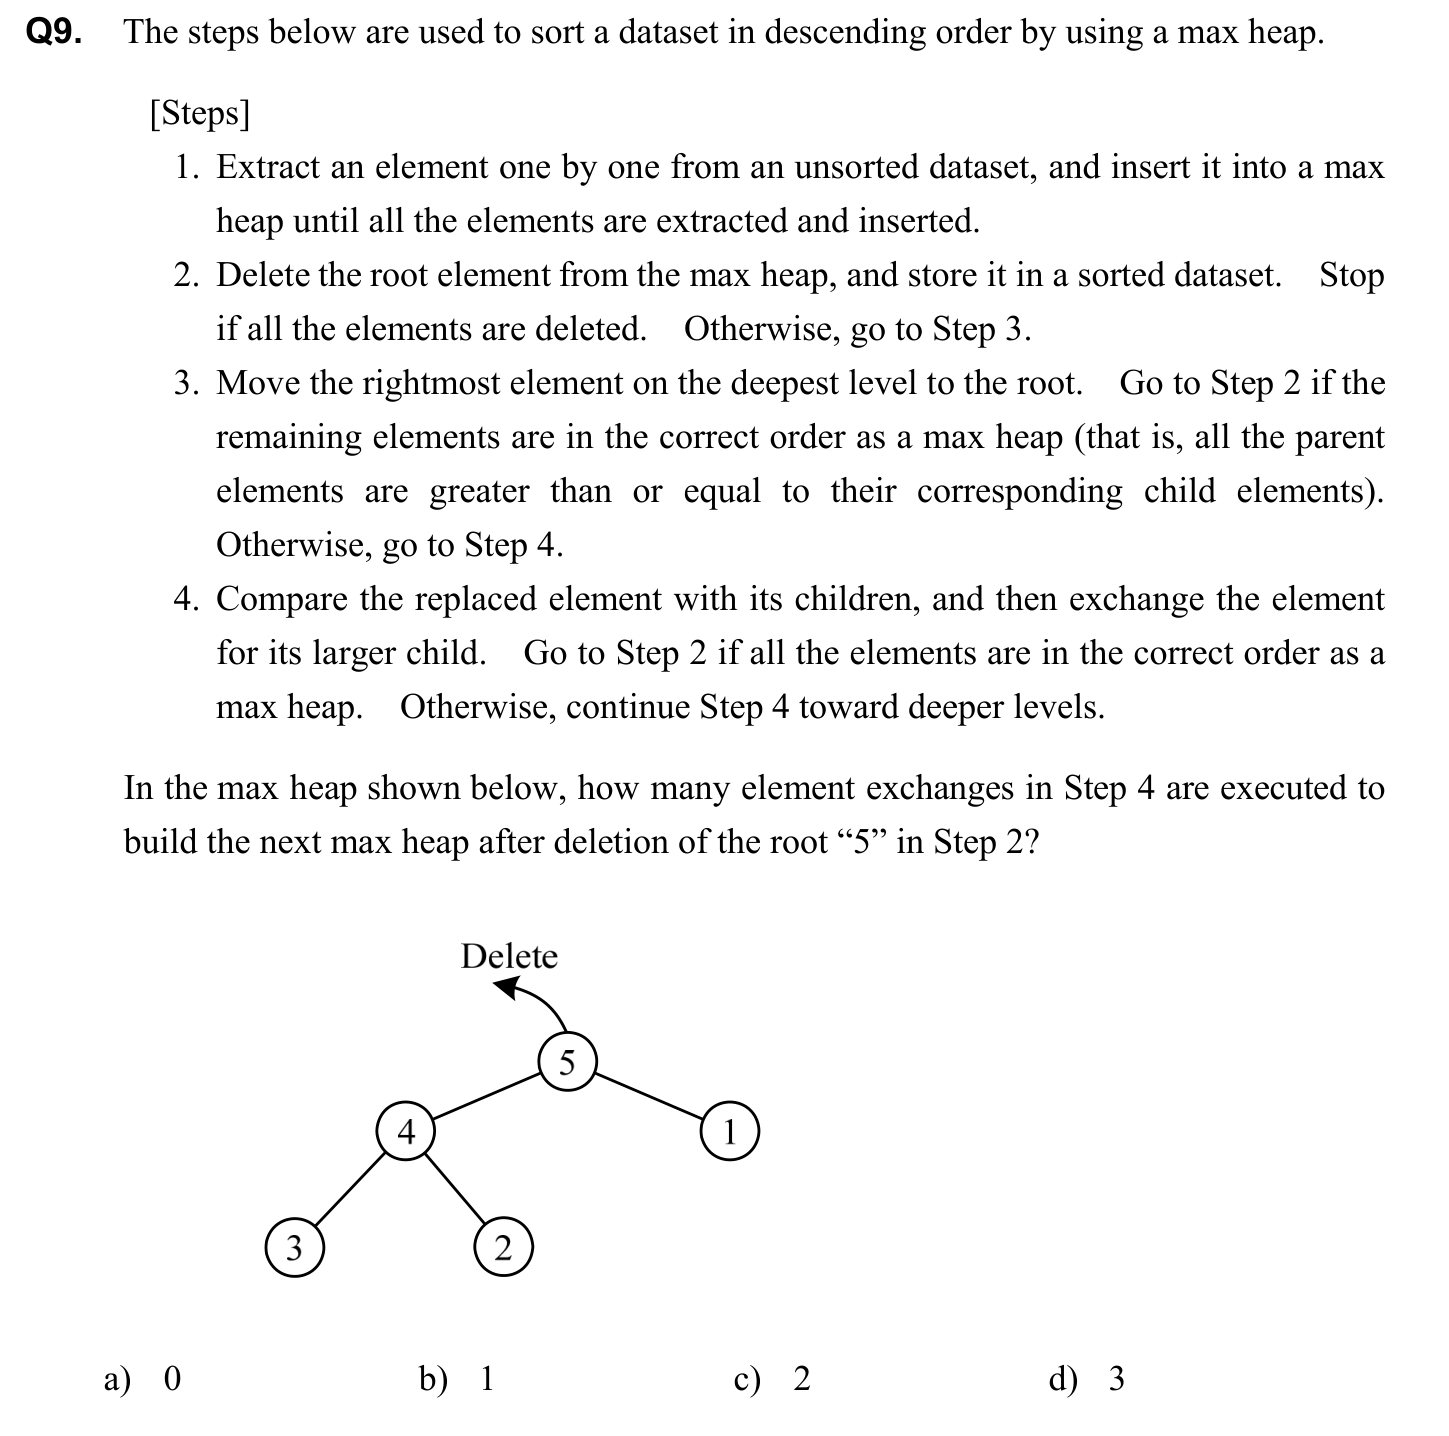 Q9. The steps below are used to sort a dataset in descending order by using a max heap.
[Steps]
1. Extract an element one by one from an unsorted dataset, and insert it into a max
heap until all the elements are extracted and inserted.
2. Delete the root element from the max heap, and store it in a sorted dataset. Stop
if all the elements are deleted. Otherwise, go to Step 3.
3. Move the rightmost element on the deepest level to the root. Go to Step 2 if the
remaining elements are in the correct order as a max heap (that is, all the parent
elements are greater than or equal to their corresponding child elements).
Otherwise, go to Step 4.
4. Compare the replaced element with its children, and then exchange the element
for its larger child. Go to Step 2 if all the elements are in the correct order as a
max heap. Otherwise, continue Step 4 toward deeper levels.
In the max heap shown below, how many element exchanges in Step 4 are executed to
build the next max heap after deletion of the root “5” in Step 2?
Delete
5
4 1
3 2
a) 0 b) 1 c) 2 d) 3